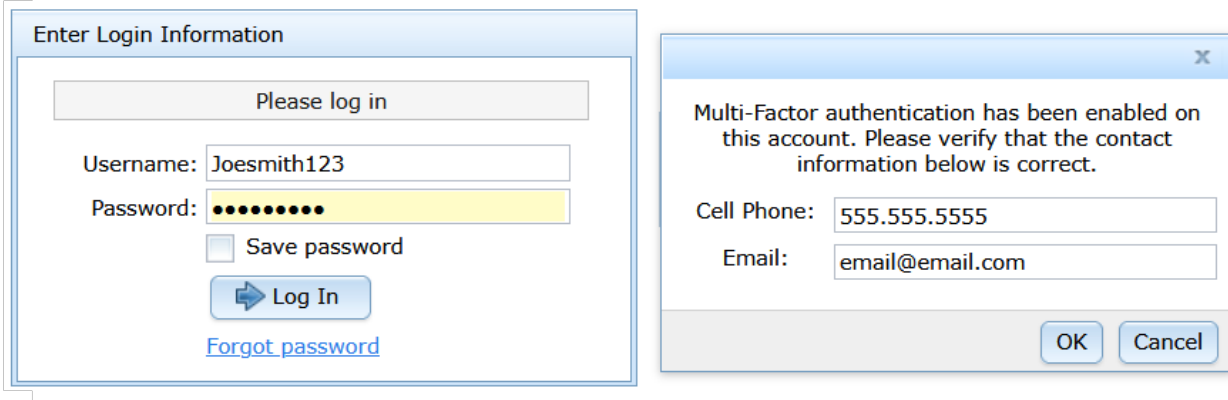 Enter Login Information
Please log in
Username: Joesmith123
Password: •••••••••
Save password
Log In
Forgot password
x
Multi-Factor authentication has been enabled on
this account. Please verify that the contact
information below is correct.
Cell Phone: 555.555.5555
Email: email@email.com
OK Cancel